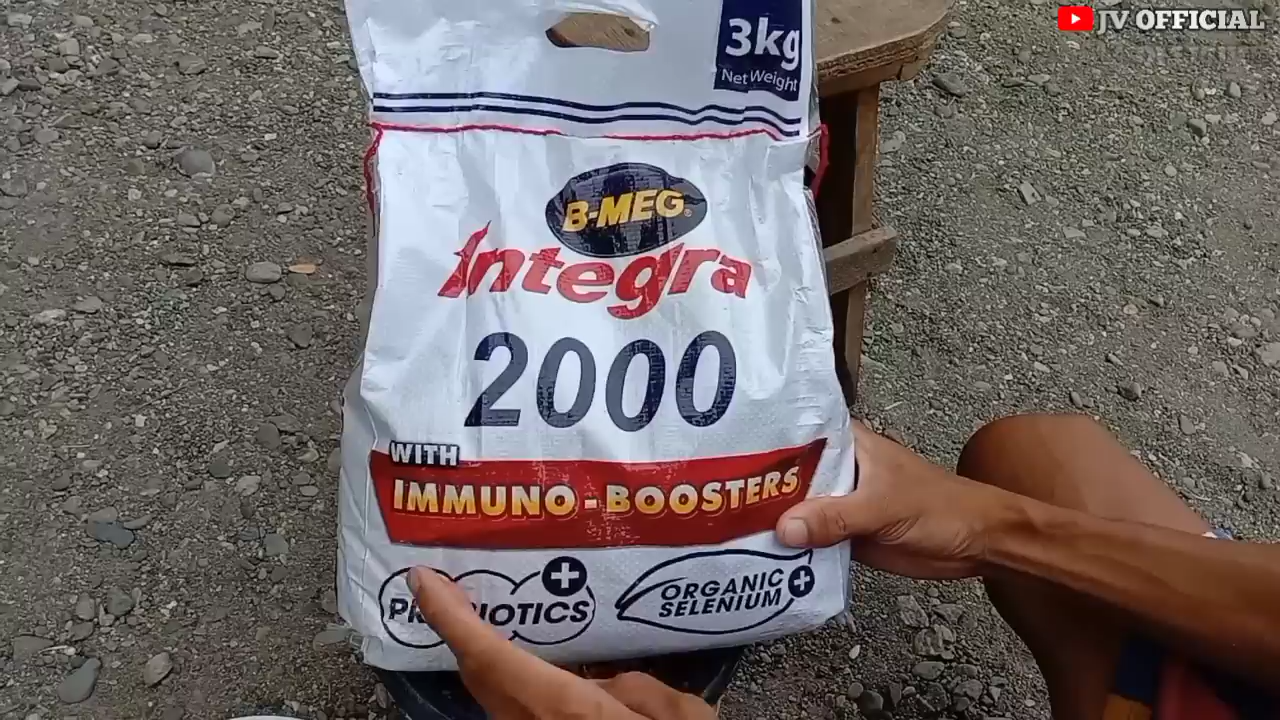 JV OFFICIAL
3kg
Net Weight
B-MEG®
Integra
2000
WITH
IMMUNO-BOOSTERS
ORGANIC
SELENIUM